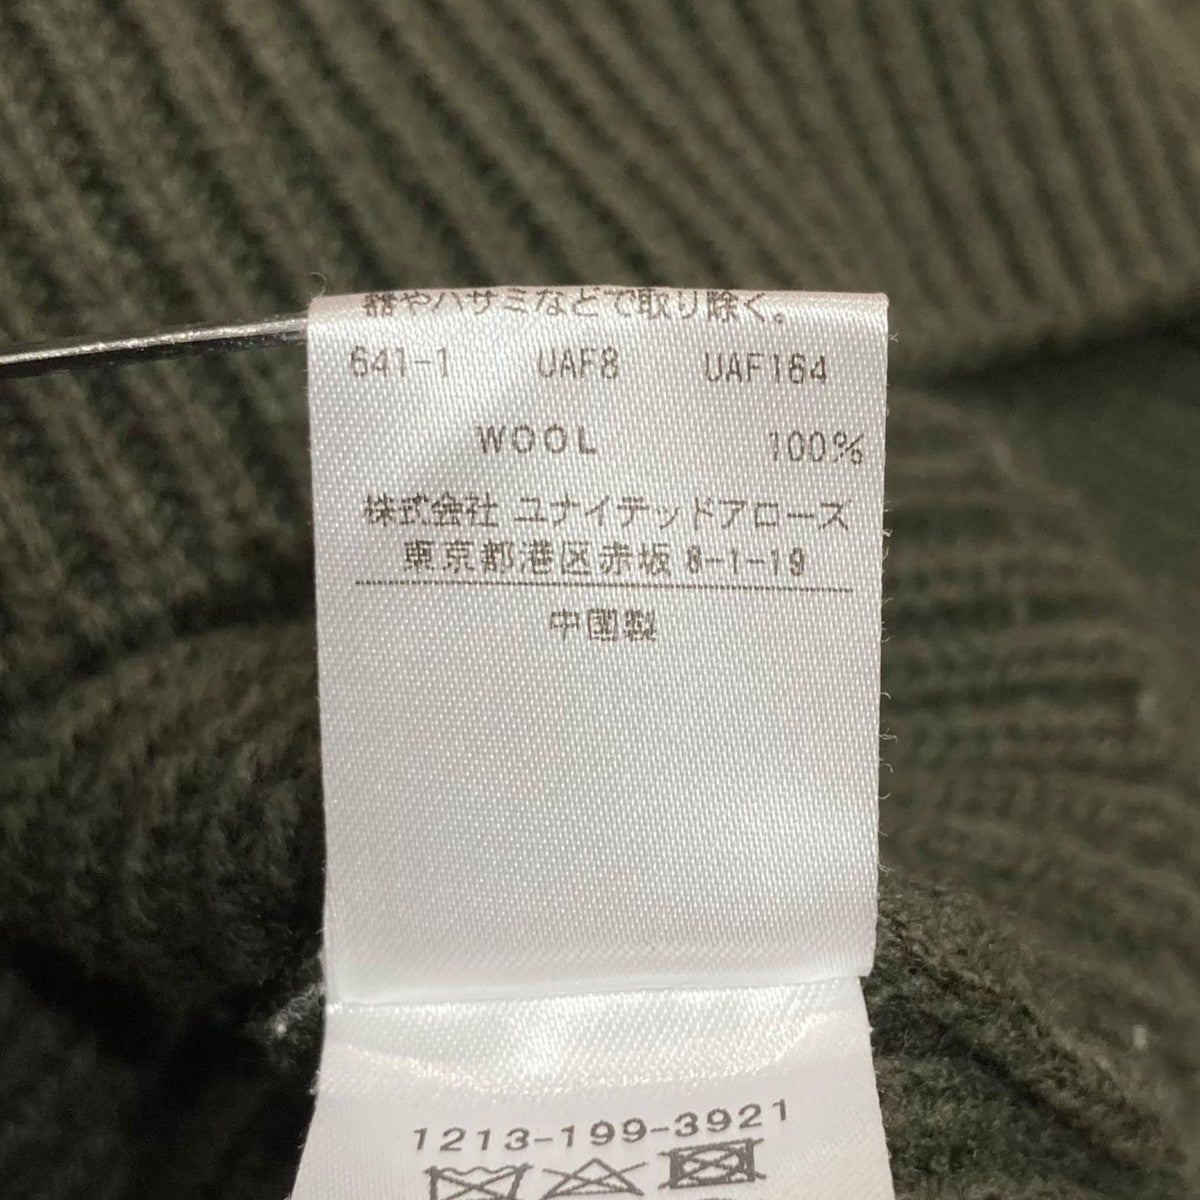 器やハサミなどで取り除く。
641-1 UAF8 UAF164
WOOL 100%
株式会社 ユナイテッドアローズ
東京都港区赤坂 8-1-19
中国製
1213-199-3921